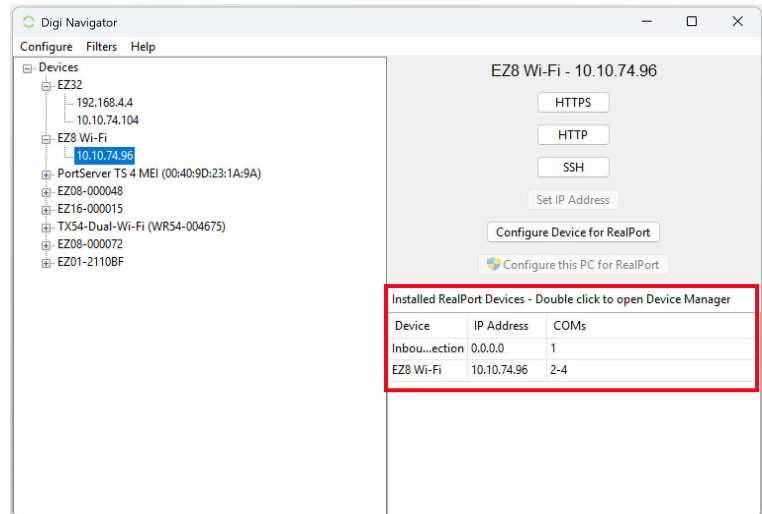 Digi Navigator
Configure Filters Help
Devices
EZ32
192.168.4.4
10.10.74.104
EZ8 Wi-Fi
10.10.74.96
PortServer TS 4 MEI (00:40:9D:23:1A:9A)
EZ08-000048
EZ16-000015
TX54-Dual-Wi-Fi (WR54-004675)
EZ08-000072
EZ01-2110BF
EZ8 Wi-Fi - 10.10.74.96
HTTPS
HTTP
SSH
Set IP Address
Configure Device for RealPort
Configure this PC for RealPort
Installed RealPort Devices - Double click to open Device Manager
Device IP Address COMs
Inbou...ection 0.0.0.0 1
EZ8 Wi-Fi 10.10.74.96 2-4